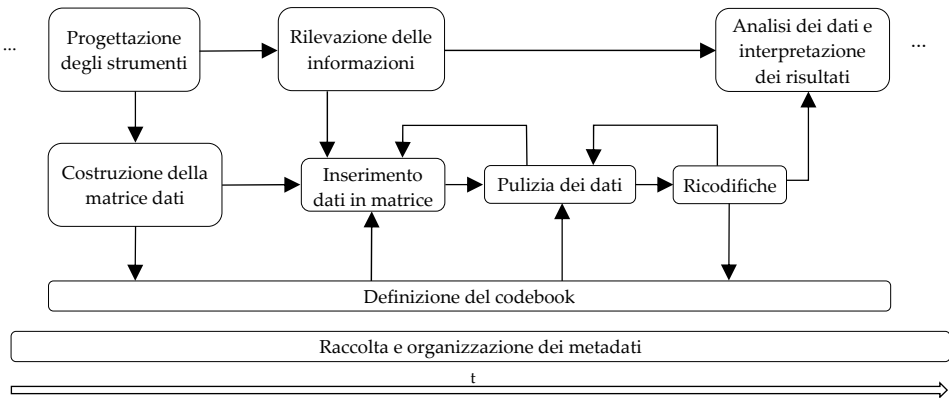 ...
Progettazione
degli strumenti
Rilevazione delle
informazioni
Analisi dei dati e
interpretazione
dei risultati
...
Costruzione della
matrice dati
Inserimento
dati in matrice
Pulizia dei dati
Ricodifiche
Definizione del codebook
Raccolta e organizzazione dei metadati
t